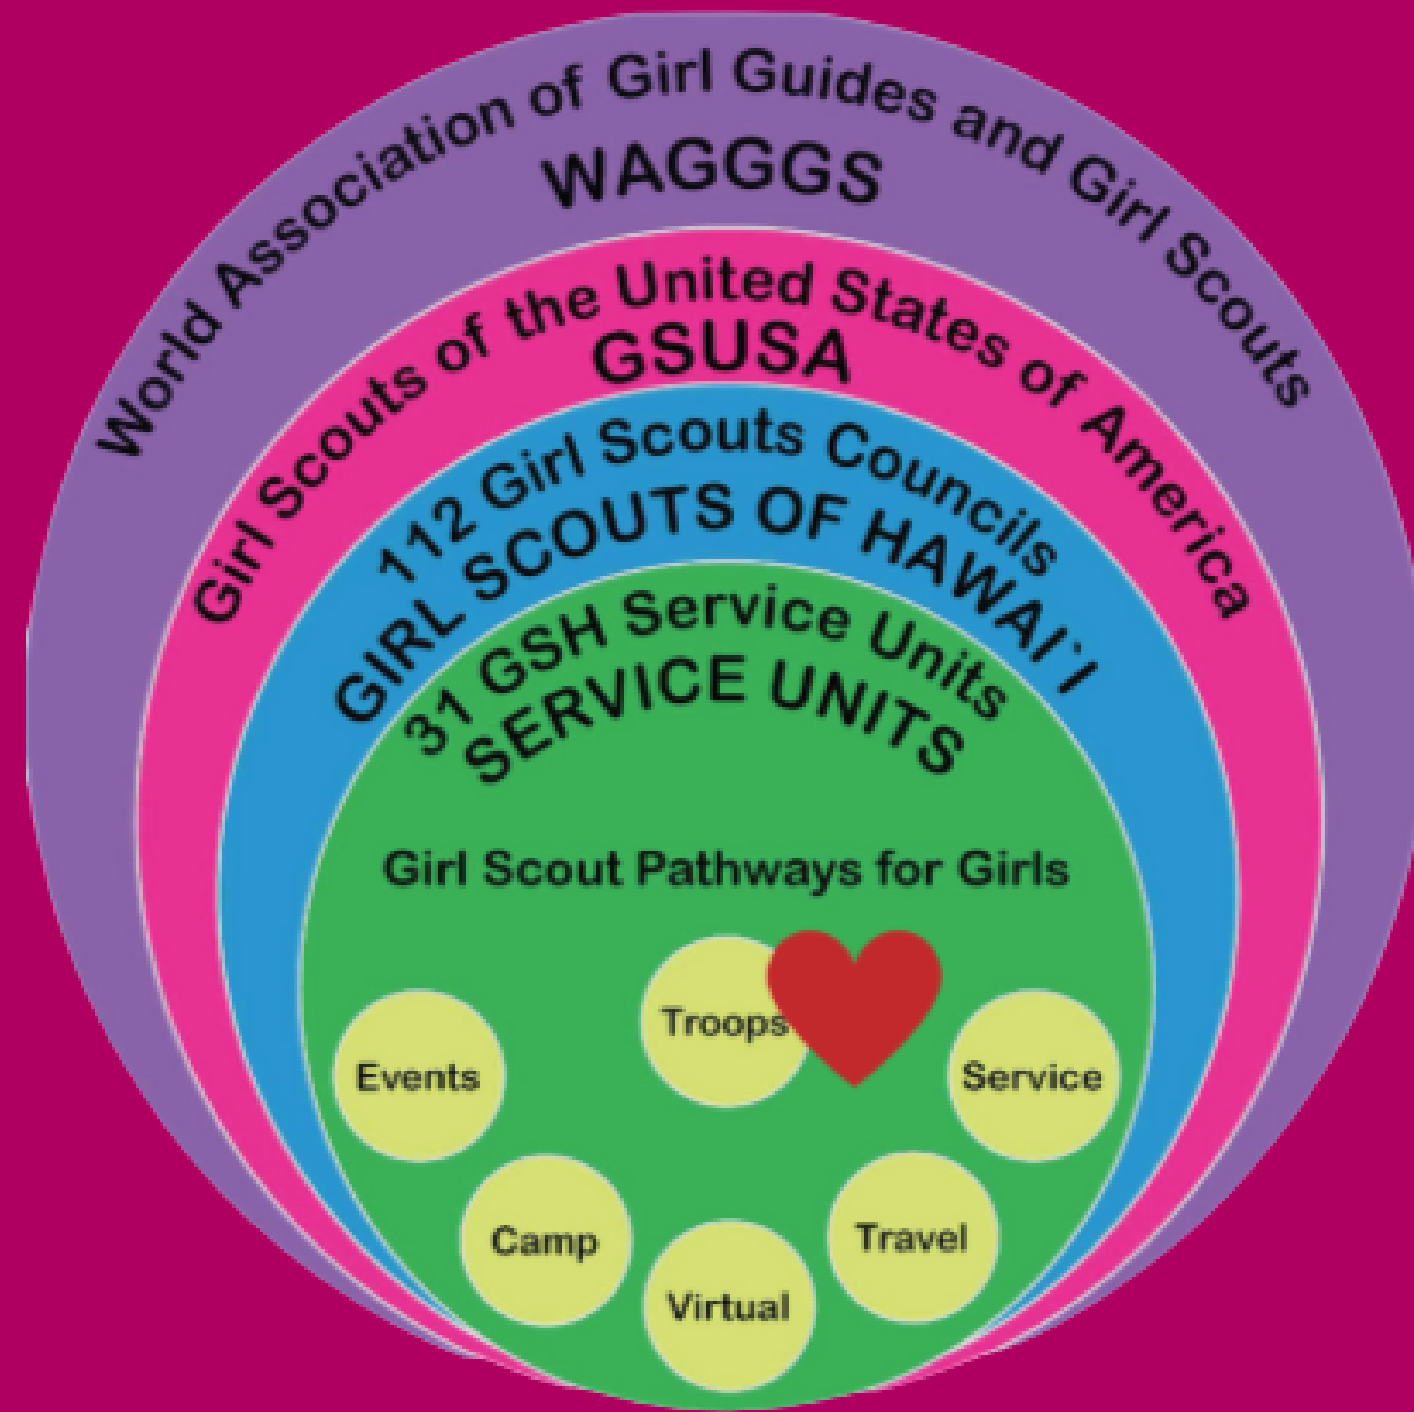 World Association of Girl Guides and Girl Scouts
WAGGGS
Girl Scouts of the United States of America
GSUSA
112 Girl Scouts Councils
GIRL SCOUTS OF HAWAI'I
31 GSH Service Units
SERVICE UNITS
Girl Scout Pathways for Girls
Troops
Events
Service
Camp
Travel
Virtual